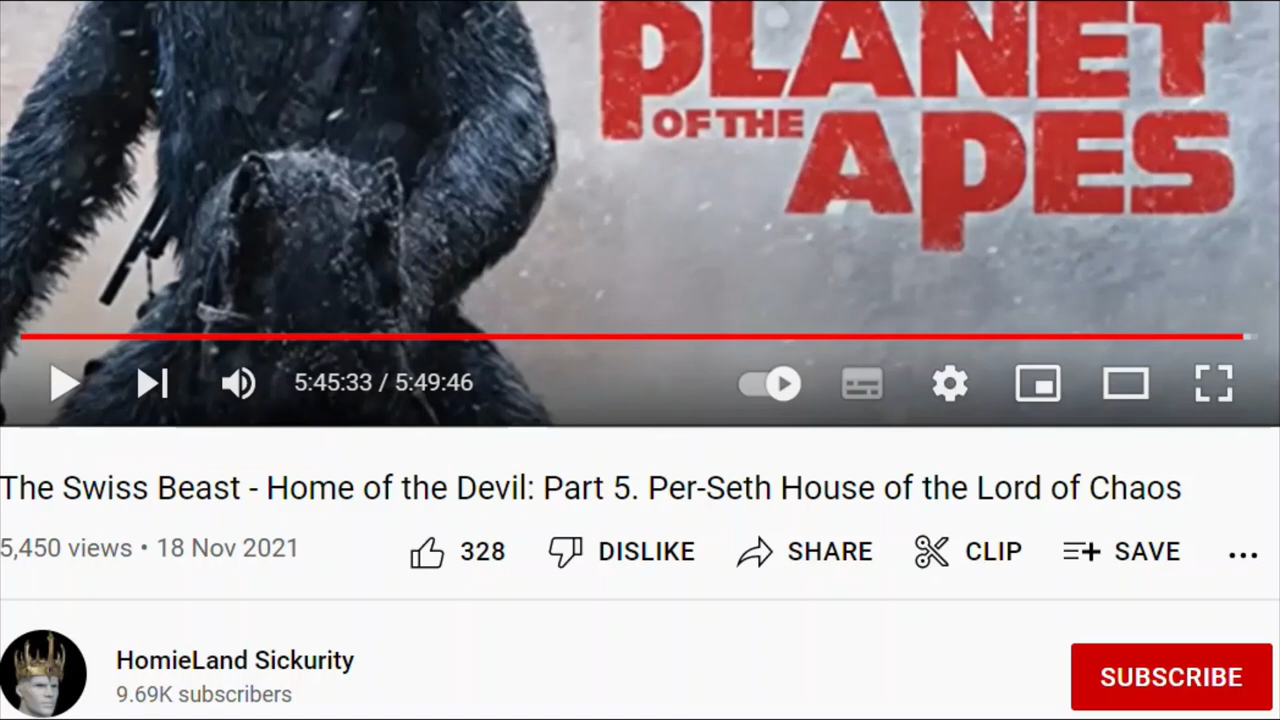 PLANET
OF THE
APES
5:45:33 / 5:49:46
The Swiss Beast - Home of the Devil: Part 5. Per-Seth House of the Lord of Chaos
5,450 views • 18 Nov 2021
328
DISLIKE
SHARE
CLIP
SAVE
HomieLand Sickurity
9.69K subscribers
SUBSCRIBE